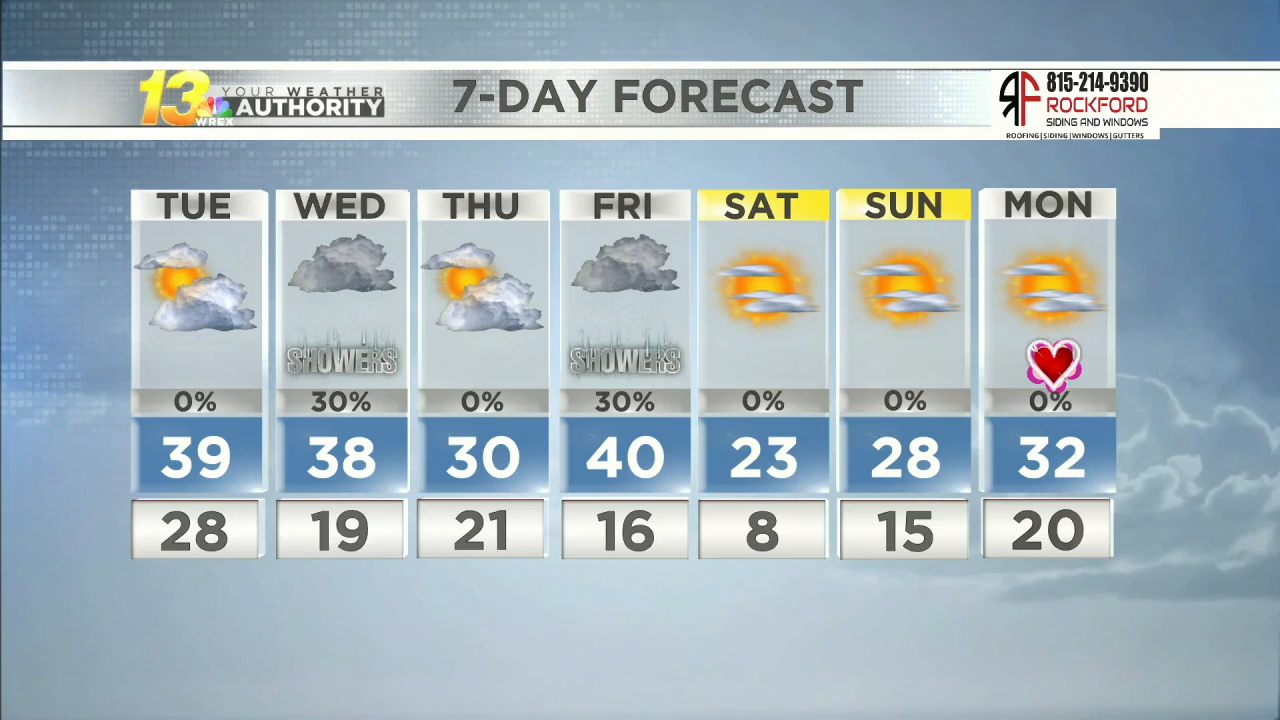 13 YOUR WEATHER
AUTHORITY
WREX
7-DAY FORECAST
815-214-9390
ROCKFORD
SIDING AND WINDOWS
ROOFING|SIDING|WINDOWS|GUTTERS
TUE WED THU FRI SAT SUN MON
SHOWERS SHOWERS
0% 30% 0% 30% 0% 0% 0%
39 38 30 40 23 28 32
28 19 21 16 8 15 20